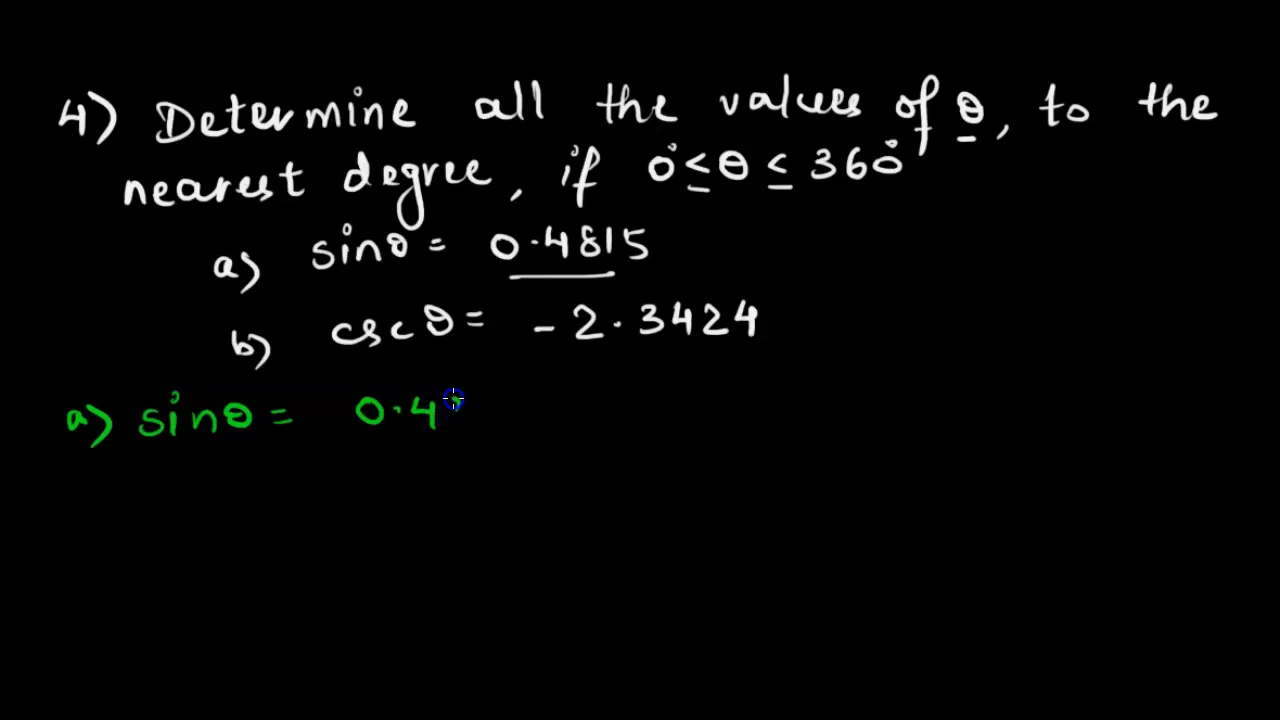 4) Determine all the values of θ, to the
nearest degree, if 0° ≤ θ ≤ 360°
a) sinθ = 0.4815
b) cscθ = -2.3424
a) sinθ = 0.4